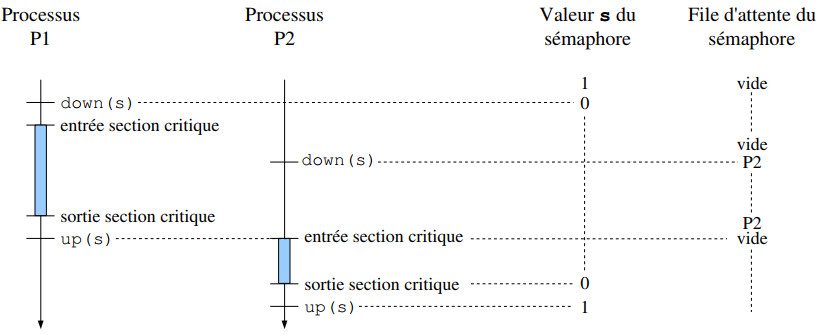 Processus Processus Valeur s du File d'attente du
P1 P2 sémaphore sémaphore
1 vide
down(s) 0
entrée section critique
vide
down(s) P2
sortie section critique
P2
up(s) entrée section critique vide
sortie section critique 0
up(s) 1